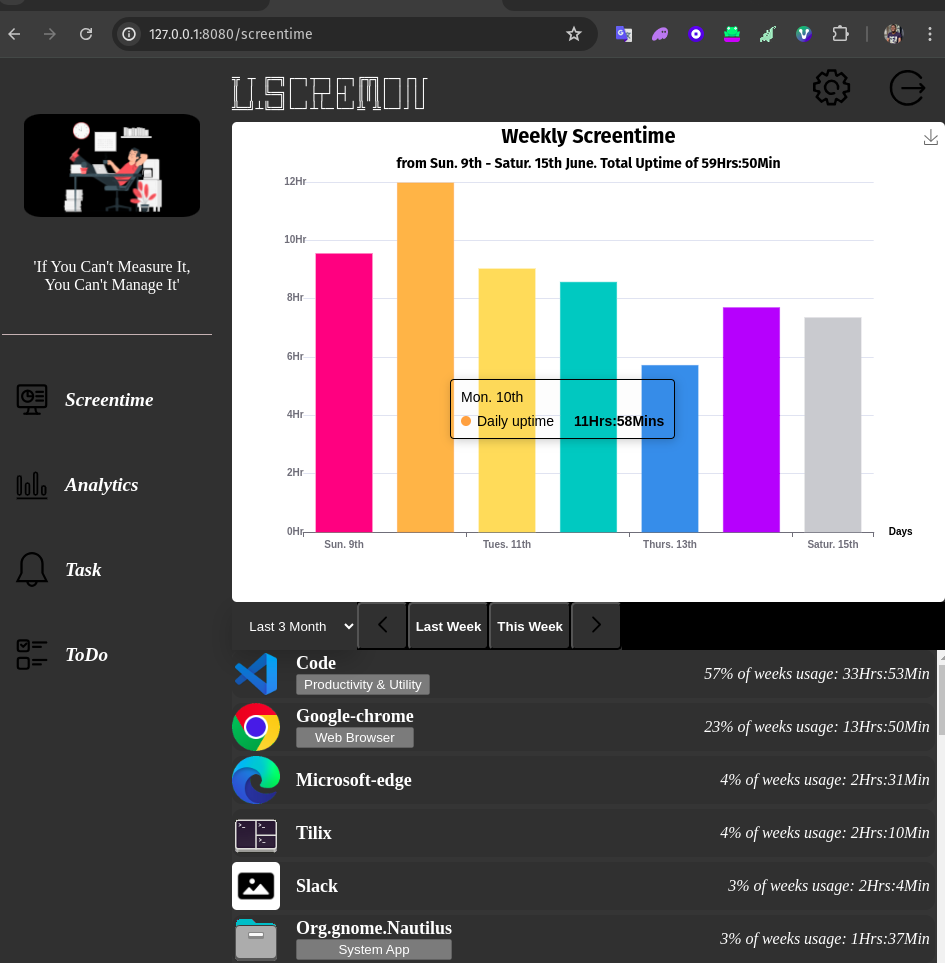 127.0.0.1:8080/screentime
USCREMON
'If You Can't Measure It,
You Can't Manage It'
Screentime
Analytics
Task
ToDo
Weekly Screentime
from Sun. 9th - Satur. 15th June. Total Uptime of 59Hrs:50Min
12Hr
10Hr
8Hr
6Hr
4Hr
2Hr
0Hr
Mon. 10th
Daily uptime 11Hrs:58Mins
Sun. 9th
Tues. 11th
Thurs. 13th
Satur. 15th
Days
Last 3 Month
Last Week
This Week
Code
Productivity & Utility
57% of weeks usage: 33Hrs:53Min
Google-chrome
Web Browser
23% of weeks usage: 13Hrs:50Min
Microsoft-edge
4% of weeks usage: 2Hrs:31Min
Tilix
4% of weeks usage: 2Hrs:10Min
Slack
3% of weeks usage: 2Hrs:4Min
Org.gnome.Nautilus
System App
3% of weeks usage: 1Hrs:37Min